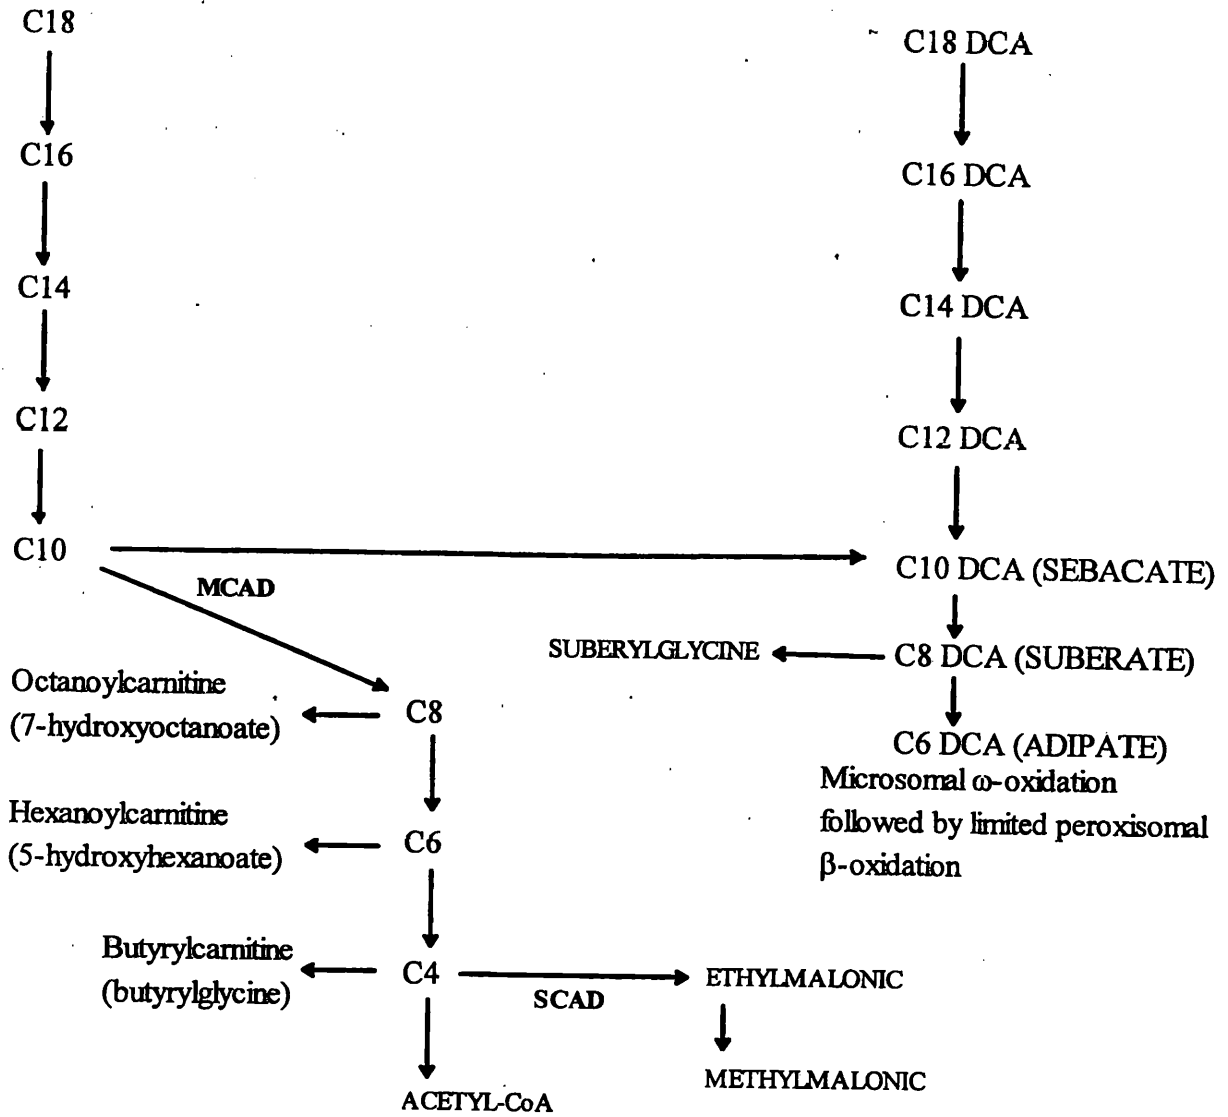 C18
C16
C14
C12
C10
MCAD
C18 DCA
C16 DCA
C14 DCA
C12 DCA
C10 DCA (SEBACATE)
SUBERYLGLYCINE
C8 DCA (SUBERATE)
C6 DCA (ADIPATE)
Microsomal ω-oxidation
followed by limited peroxisomal
β-oxidation
Octanoylcarnitine
(7-hydroxyoctanoate)
C8
Hexanoylcarnitine
(5-hydroxyhexanoate)
C6
Butyrylcarnitine
(butyrylglycine)
C4
SCAD
ETHYLMALONIC
METHYLMALONIC
ACETYL-CoA